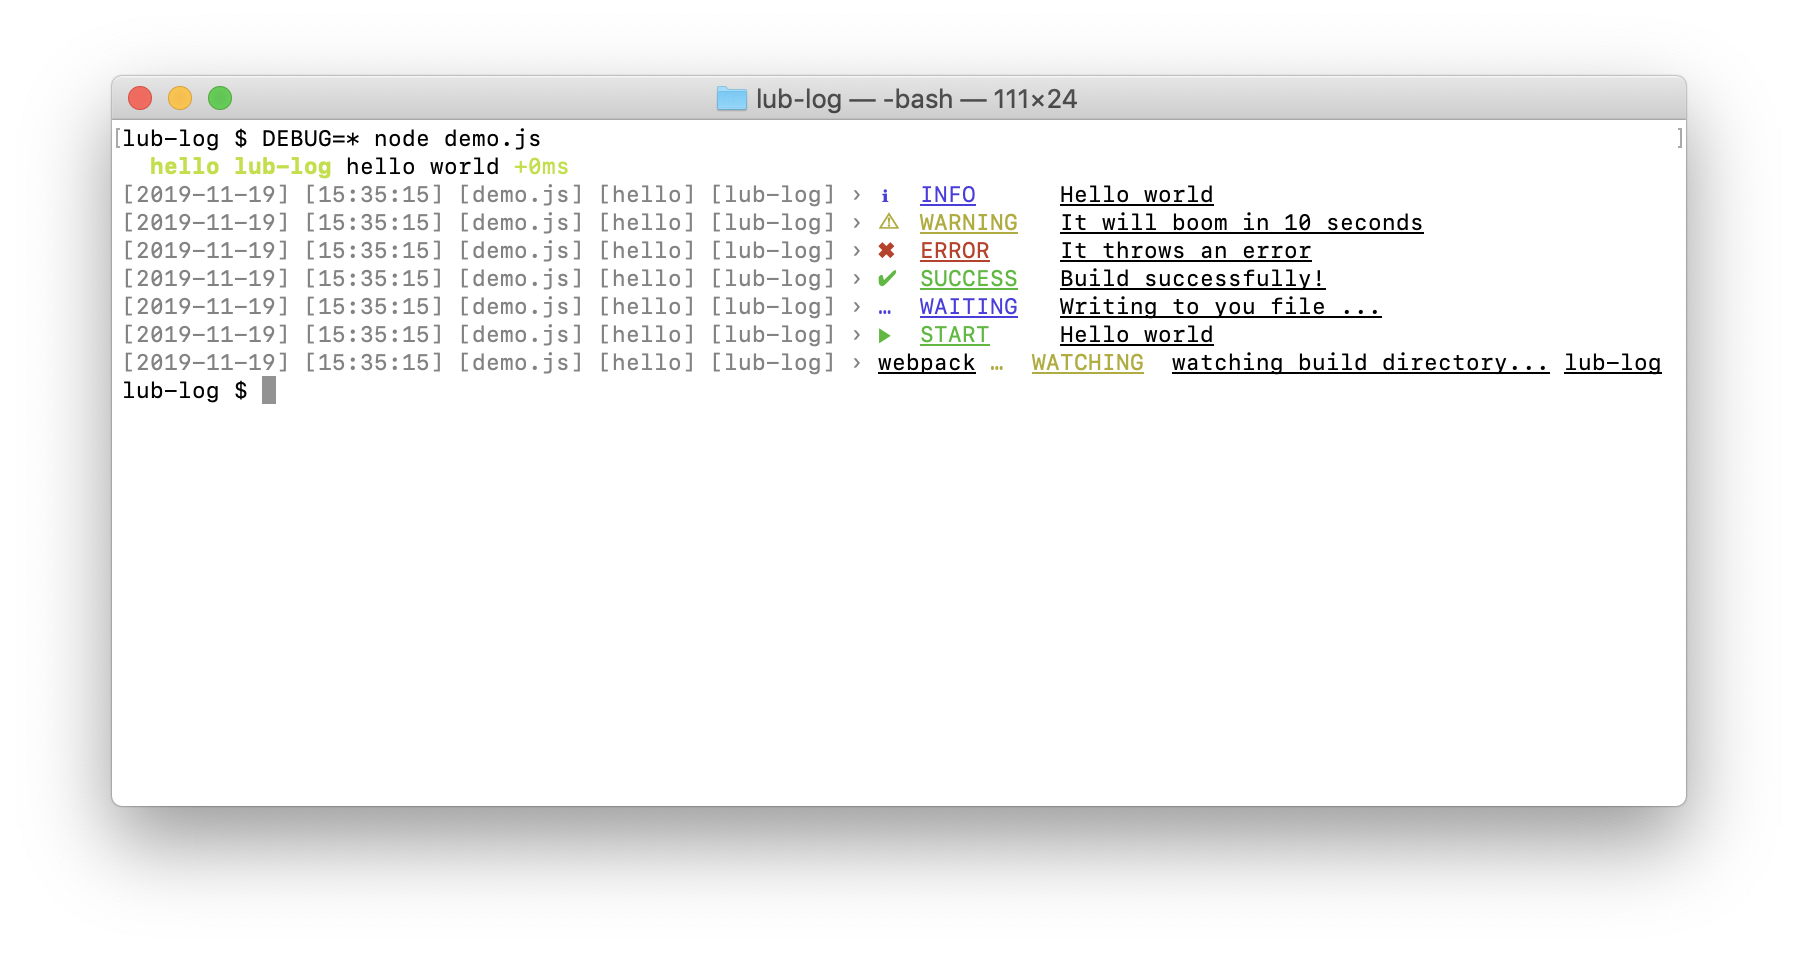 lub-log — -bash — 111×24
[lub-log $ DEBUG=* node demo.js ]
hello lub-log hello world +0ms
[2019-11-19] [15:35:15] [demo.js] [hello] [lub-log] › ℹ INFO Hello world
[2019-11-19] [15:35:15] [demo.js] [hello] [lub-log] › ⚠ WARNING It will boom in 10 seconds
[2019-11-19] [15:35:15] [demo.js] [hello] [lub-log] › ✖ ERROR It throws an error
[2019-11-19] [15:35:15] [demo.js] [hello] [lub-log] › ✔ SUCCESS Build successfully!
[2019-11-19] [15:35:15] [demo.js] [hello] [lub-log] › … WAITING Writing to you file ...
[2019-11-19] [15:35:15] [demo.js] [hello] [lub-log] › ▶ START Hello world
[2019-11-19] [15:35:15] [demo.js] [hello] [lub-log] › webpack … WATCHING watching build directory... lub-log
lub-log $